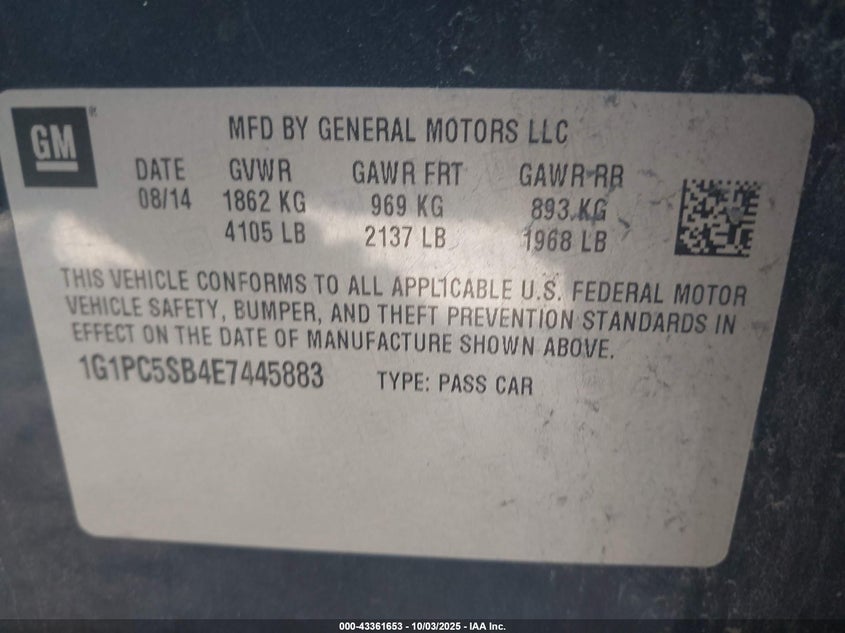 GM ®
MFD BY GENERAL MOTORS LLC
DATE GVWR GAWR FRT GAWR RR
08/14 1862 KG 969 KG 893 KG
4105 LB 2137 LB 1968 LB
THIS VEHICLE CONFORMS TO ALL APPLICABLE U.S. FEDERAL MOTOR
VEHICLE SAFETY, BUMPER, AND THEFT PREVENTION STANDARDS IN
EFFECT ON THE DATE OF MANUFACTURE SHOWN ABOVE.
1G1PC5SB4E7445883 TYPE: PASS CAR
000-43361653 - 10/03/2025 - IAA Inc.